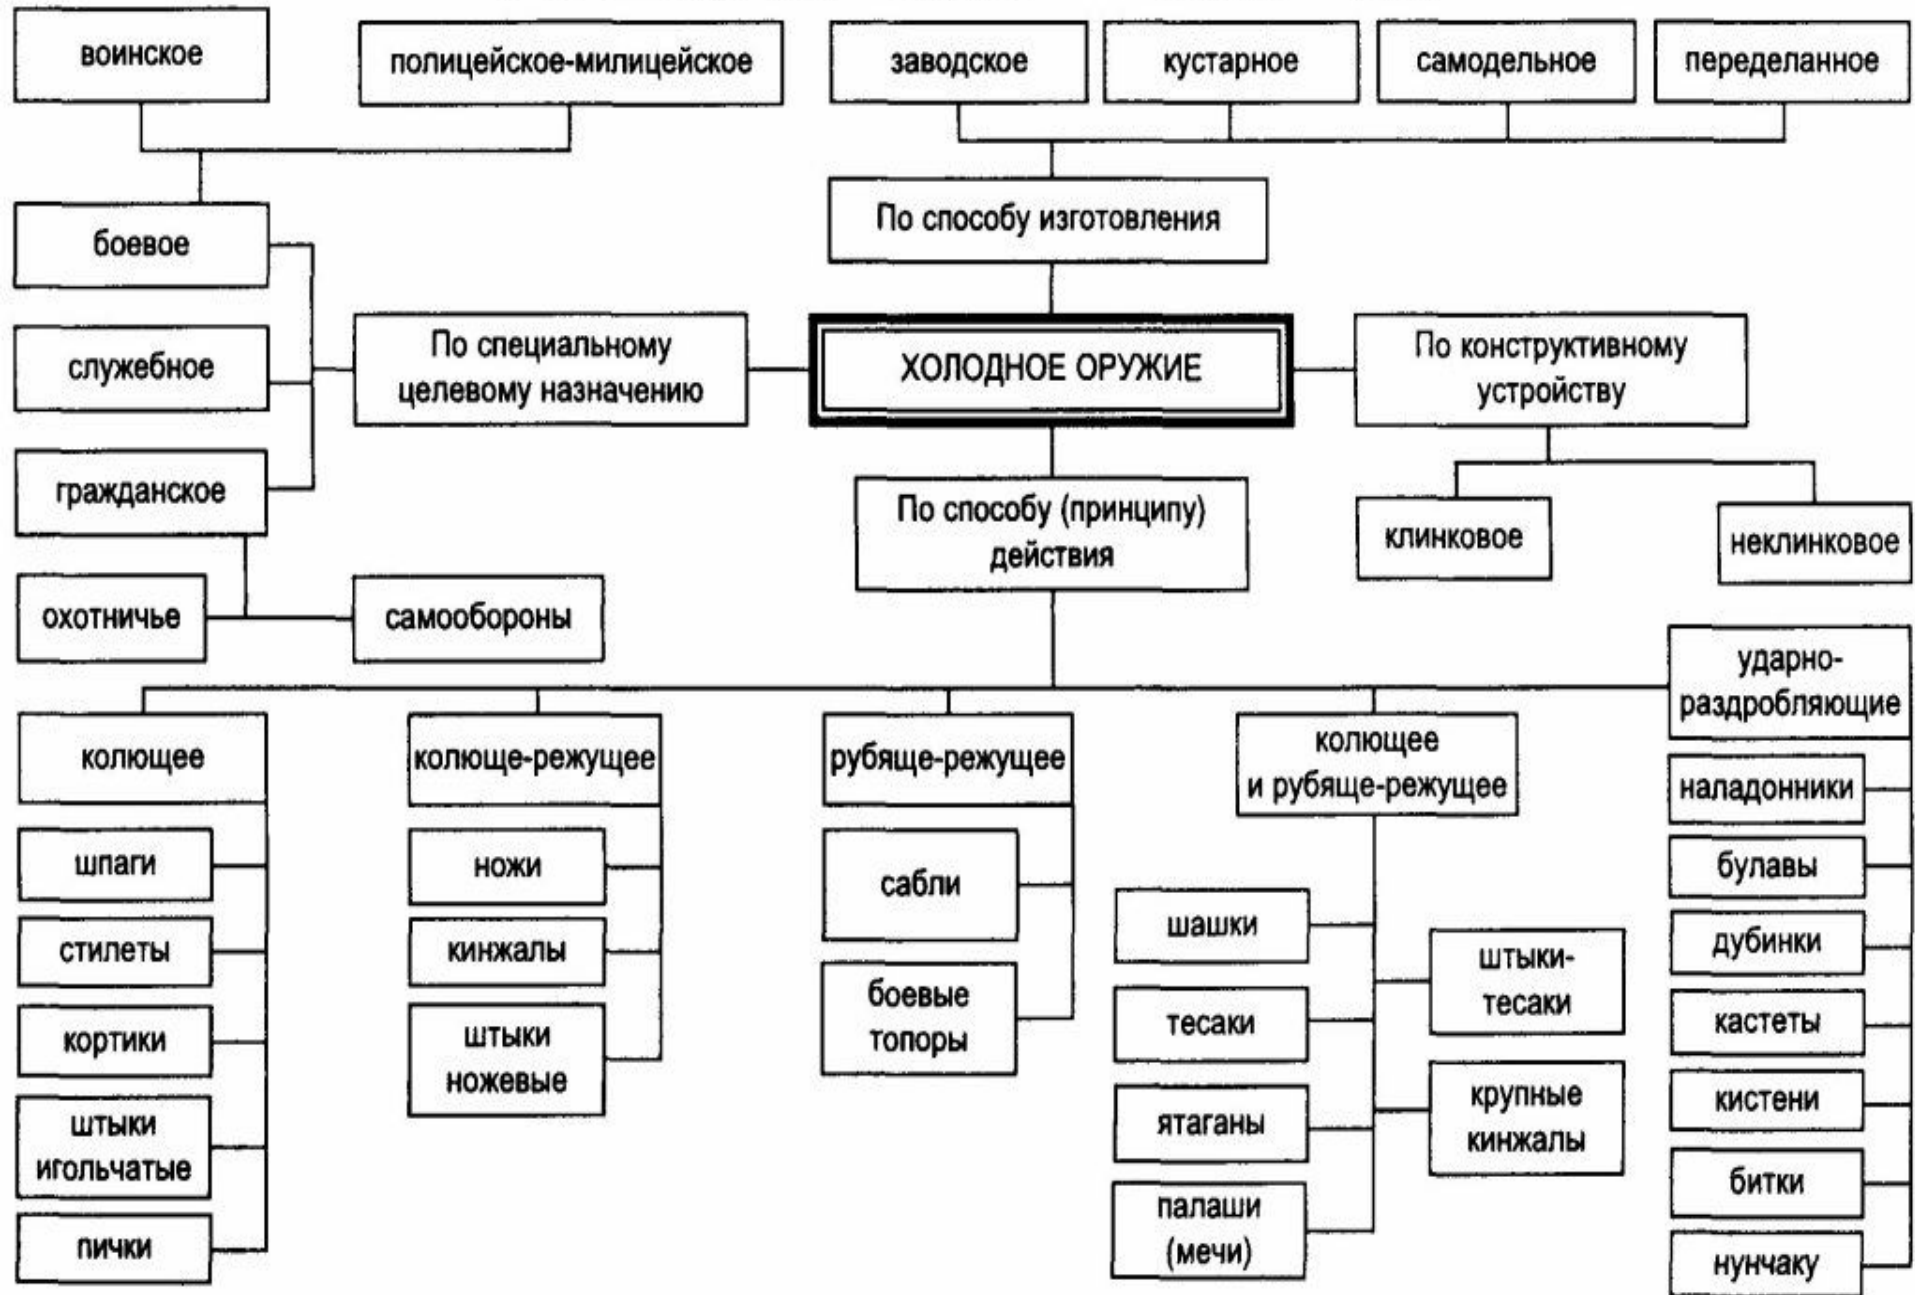 воинское
полицейское-милицейское
заводское
кустарное
самодельное
переделанное
По способу изготовления
боевое
служебное
гражданское
По специальному
целевому назначению
ХОЛОДНОЕ ОРУЖИЕ
По конструктивному
устройству
По способу (принципу)
действия
клинковое
неклинковое
охотничье
самообороны
колющее
шпаги
стилеты
кортики
штыки
игольчатые
пички
колюще-режущее
ножи
кинжалы
штыки
ножевые
рубяще-режущее
сабли
боевые
топоры
колющее
и рубяще-режущее
шашки
тесаки
ятаганы
палаши
(мечи)
штыки-
тесаки
крупные
кинжалы
ударно-
раздробляющие
наладонники
булавы
дубинки
кастеты
кистени
битки
нунчаку